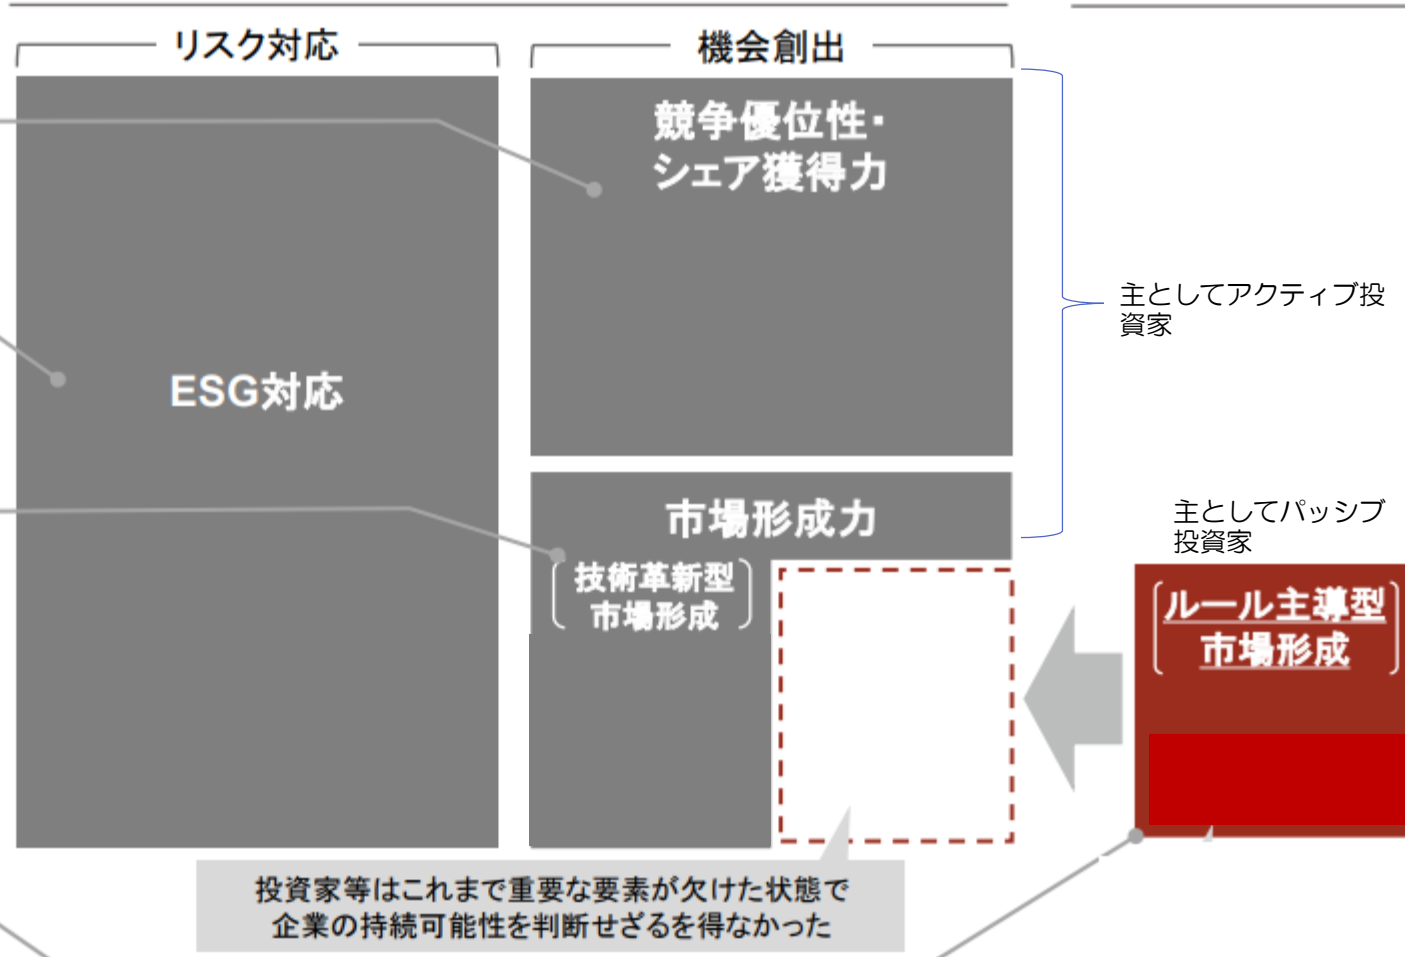 リスク対応
機会創出
競争優位性・
シェア獲得力
ESG対応
主としてアクティブ投
資家
市場形成力
技術革新型
市場形成
主としてパッシブ
投資家
ルール主導型
市場形成
投資家等はこれまで重要な要素が欠けた状態で
企業の持続可能性を判断せざるを得なかった